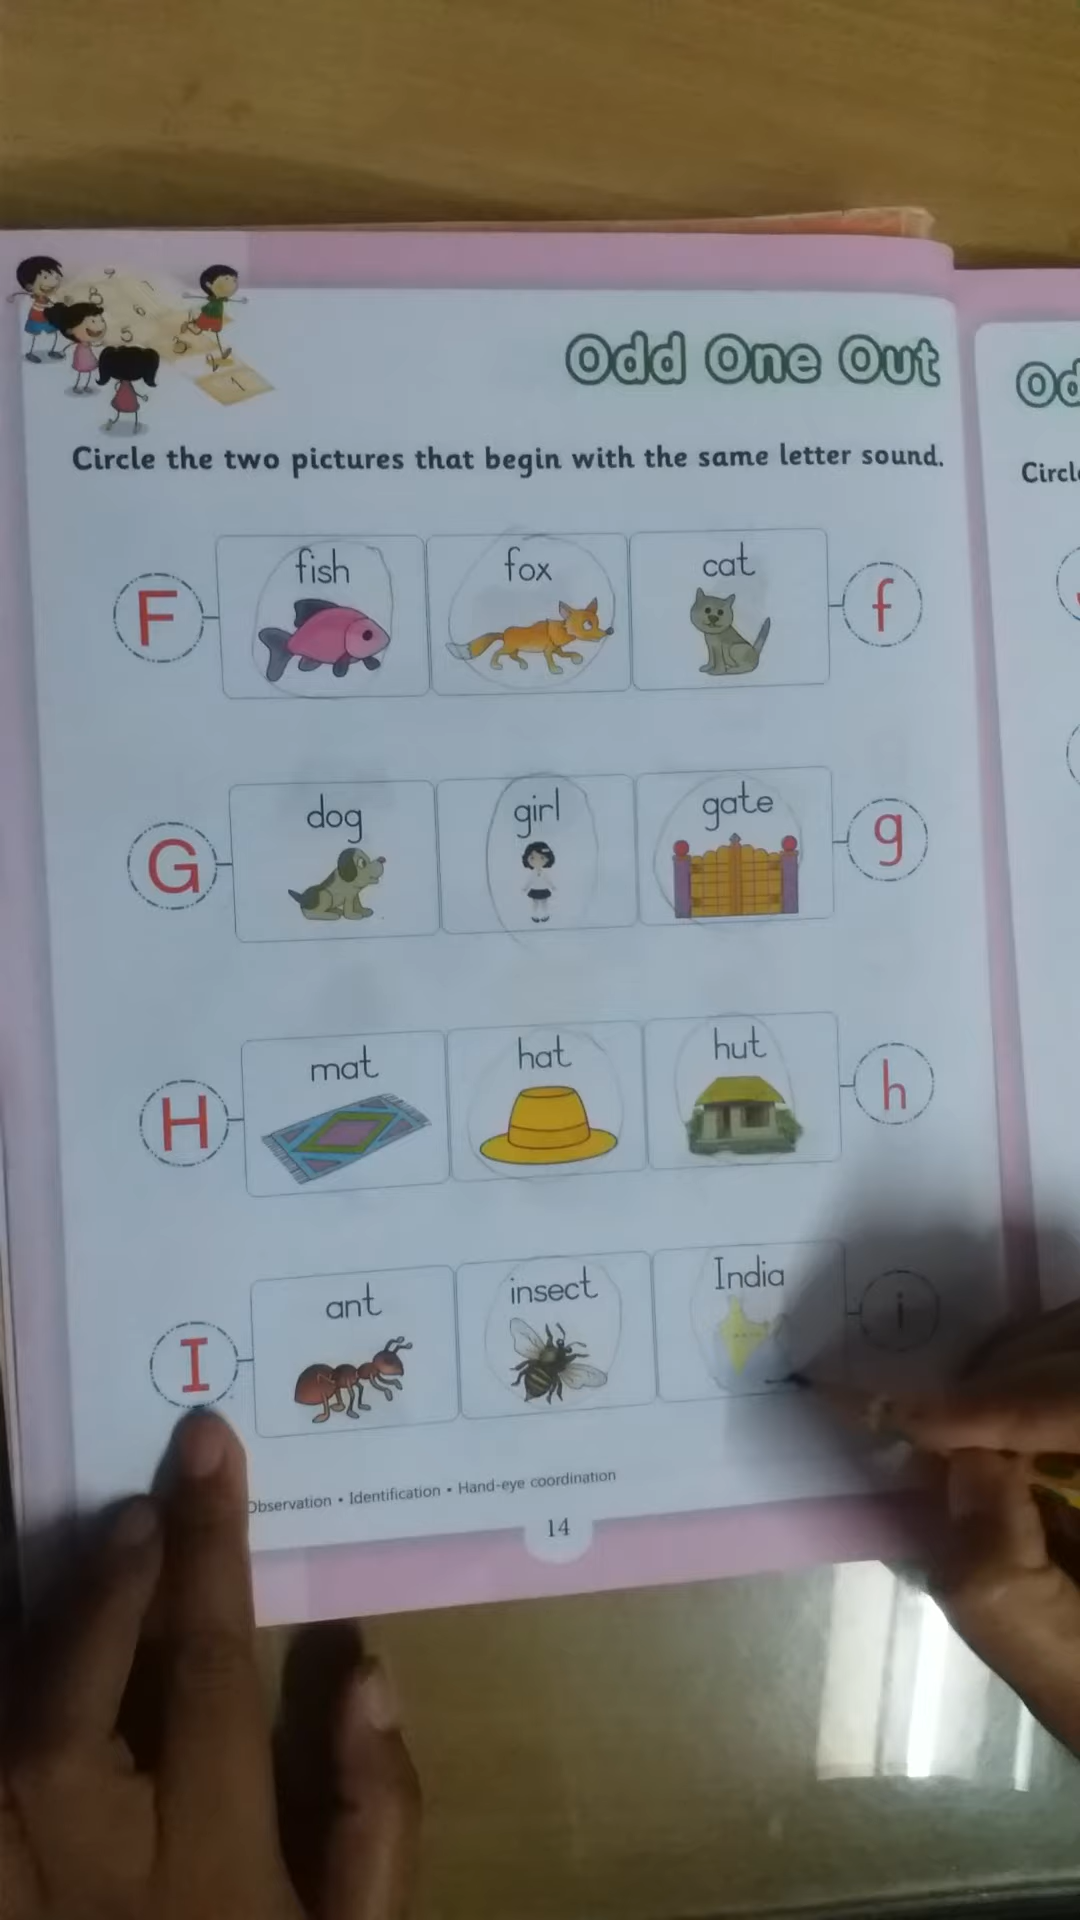 Odd One Out
Circle the two pictures that begin with the same letter sound.
F fish fox cat f
G dog girl gate g
H mat hat hut h
I ant insect India i
Observation • Identification • Hand-eye coordination
14
Od
Circle